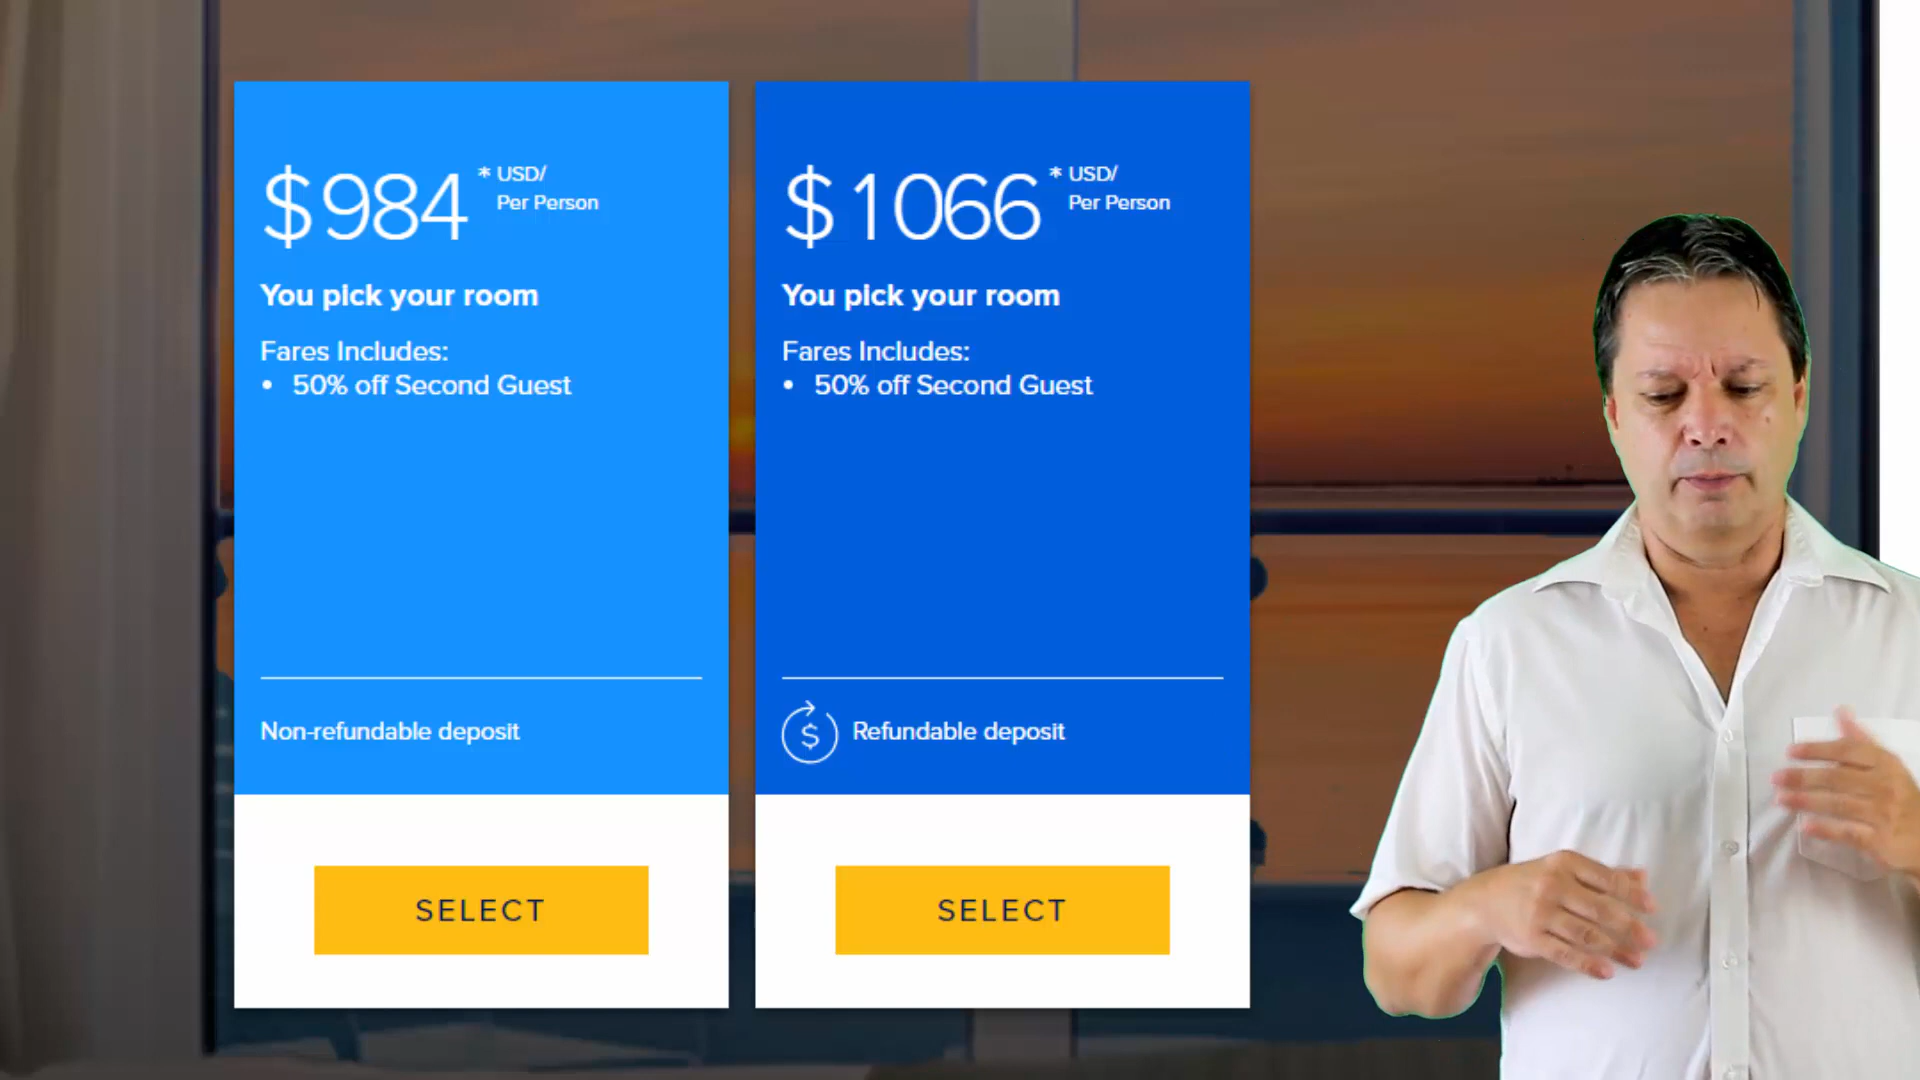 $984 * USD/
Per Person
You pick your room
Fares Includes:
• 50% off Second Guest
Non-refundable deposit
SELECT
$1066 * USD/
Per Person
You pick your room
Fares Includes:
• 50% off Second Guest
$ Refundable deposit
SELECT